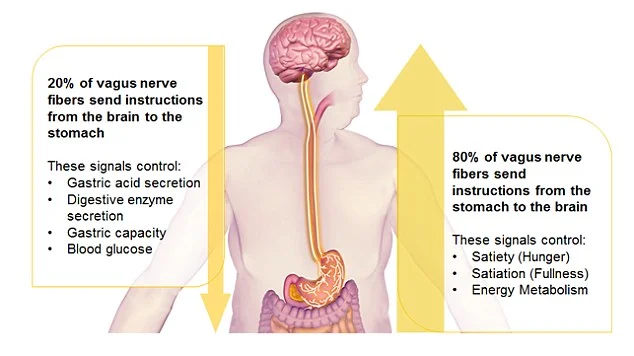 20% of vagus nerve
fibers send instructions
from the brain to the
stomach
These signals control:
• Gastric acid secretion
• Digestive enzyme
secretion
• Gastric capacity
• Blood glucose
80% of vagus nerve
fibers send
instructions from the
stomach to the brain
These signals control:
• Satiety (Hunger)
• Satiation (Fullness)
• Energy Metabolism